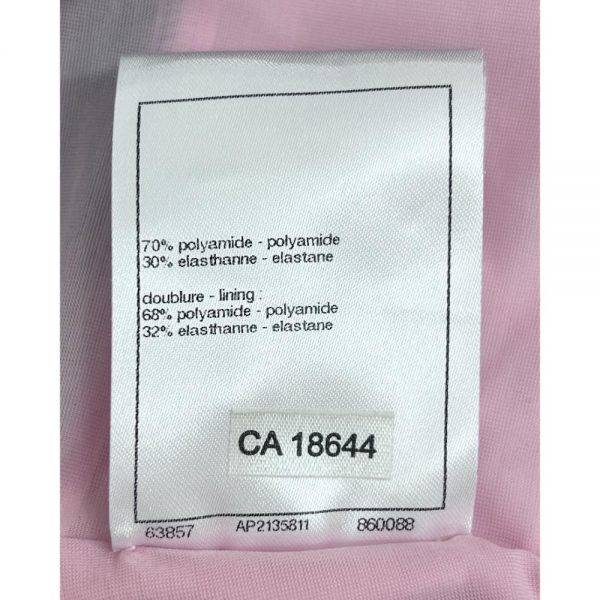 70% polyamide - polyamide
30% elasthanne - elastane
doublure - lining :
68% polyamide - polyamide
32% elasthanne - elastane
CA 18644
63857 AP2135811 860088